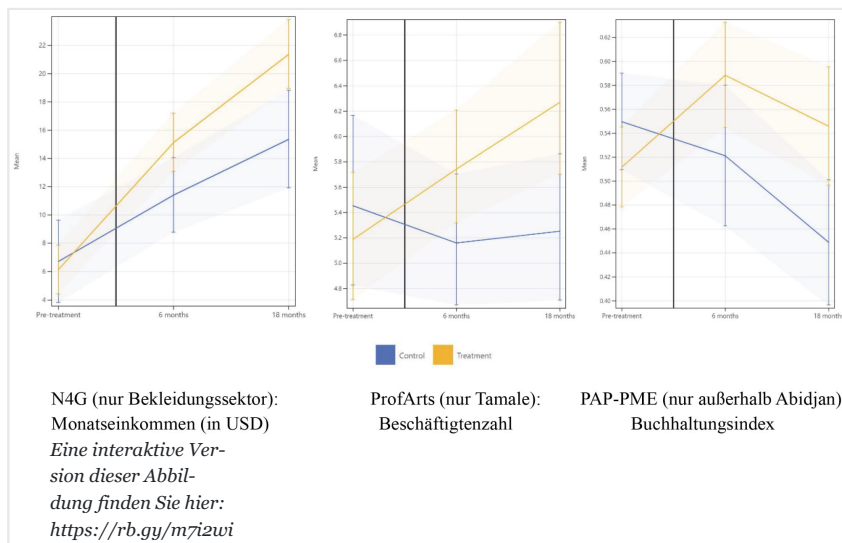 22
20
18
16
14
12
10
8
6
4
Mean
Pre-treatment 6 months 18 months
6.8
6.6
6.4
6.2
6.0
5.8
5.6
5.4
5.2
5.0
4.8
Mean
Pre-treatment 6 months 18 months
0.62
0.60
0.58
0.56
0.54
0.52
0.50
0.48
0.46
0.44
0.42
0.40
Mean
Pre-treatment 6 months 18 months
Control Treatment
N4G (nur Bekleidungssektor):
Monatseinkommen (in USD)
Eine interaktive Ver-
sion dieser Abbil-
dung finden Sie hier:
https://rb.gy/m7i2wi
ProfArts (nur Tamale):
Beschäftigtenzahl
PAP-PME (nur außerhalb Abidjan)
Buchhaltungsindex